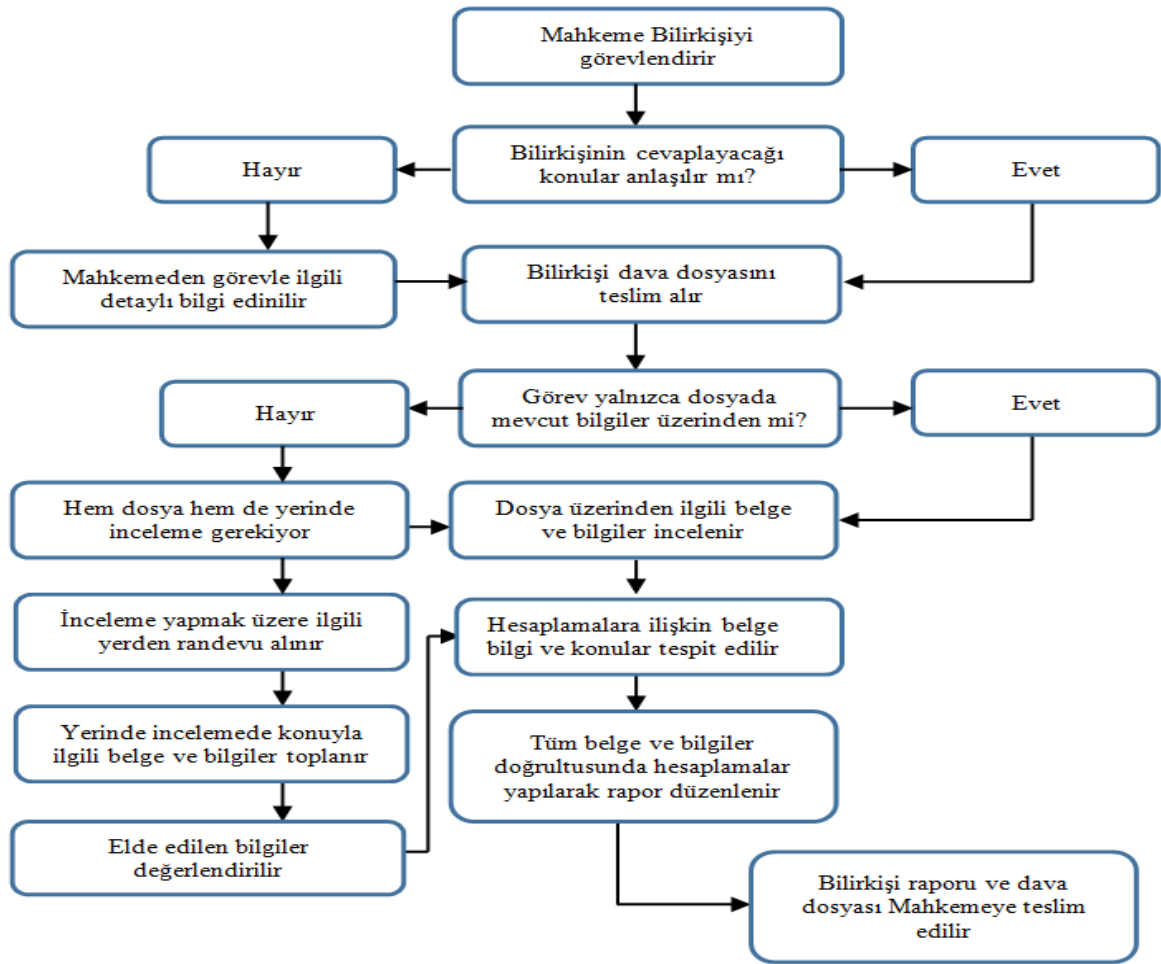 Mahkeme Bilirkişiyi
görevlendirir
Hayır
Bilirkişinin cevaplayacağı
konular anlaşılır mı?
Evet
Mahkemeden görevle ilgili
detaylı bilgi edinilir
Bilirkişi dava dosyasını
teslim alır
Hayır
Görev yalnızca dosyada
mevcut bilgiler üzerinden mi?
Evet
Hem dosya hem de yerinde
inceleme gerekiyor
Dosya üzerinden ilgili belge
ve bilgiler incelenir
İnceleme yapmak üzere ilgili
yerden randevu alınır
Hesaplamalara ilişkin belge
bilgi ve konular tespit edilir
Yerinde incelemede konuyla
ilgili belge ve bilgiler toplanır
Tüm belge ve bilgiler
doğrultusunda hesaplamalar
yapılarak rapor düzenlenir
Elde edilen bilgiler
değerlendirilir
Bilirkişi raporu ve dava
dosyası Mahkemeye teslim
edilir